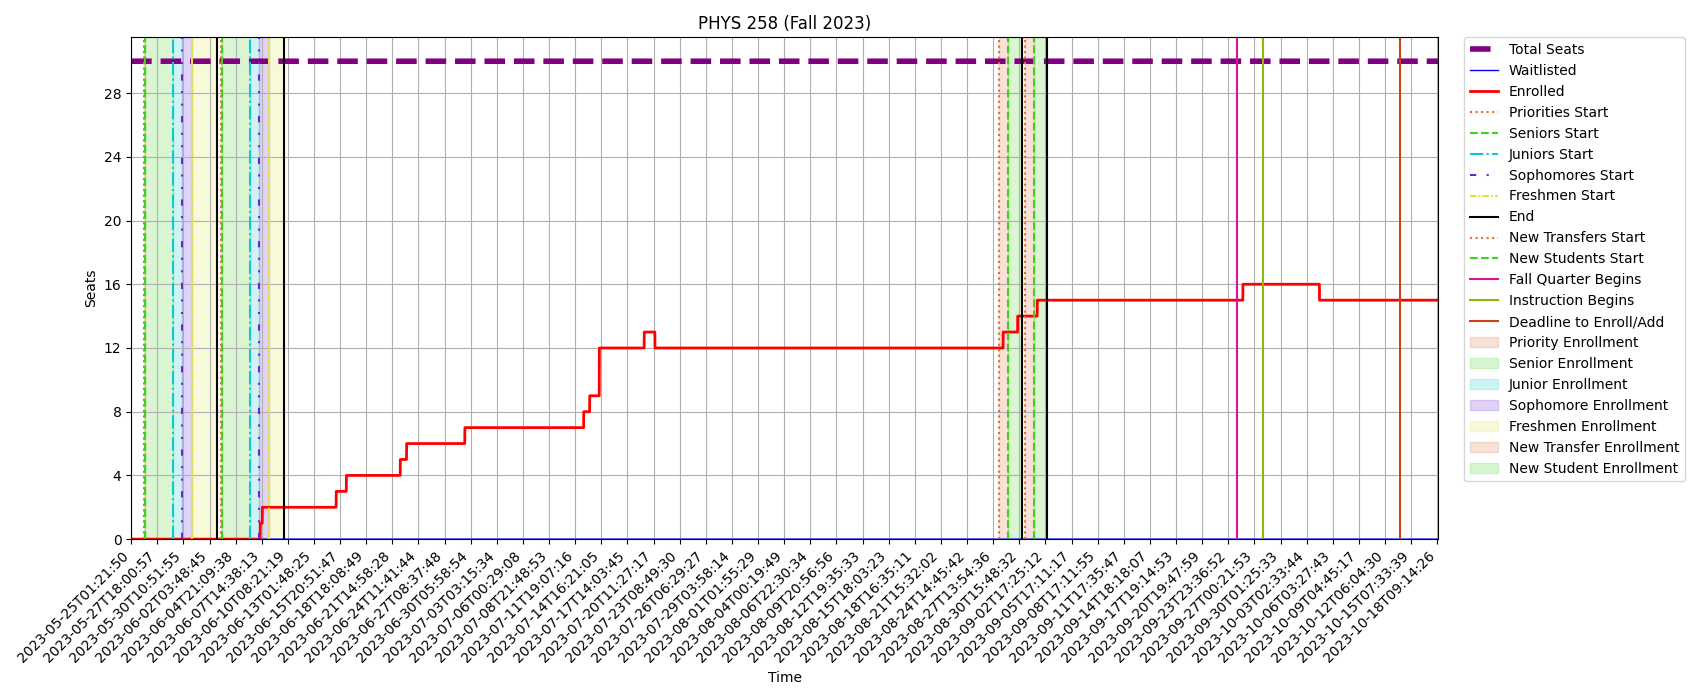 PHYS 258 (Fall 2023)
Seats
28
24
20
16
12
8
4
0
2023-05-25T01:21:50
2023-05-27T18:00:57
2023-05-30T10:51:55
2023-06-02T03:48:45
2023-06-04T21:09:38
2023-06-07T14:38:13
2023-06-10T08:21:19
2023-06-13T01:48:25
2023-06-15T20:51:47
2023-06-18T18:08:49
2023-06-21T14:58:28
2023-06-24T11:41:44
2023-06-27T08:37:48
2023-06-30T05:58:54
2023-07-03T03:15:34
2023-07-06T00:29:08
2023-07-08T21:48:53
2023-07-11T19:07:16
2023-07-14T16:21:05
2023-07-17T14:03:45
2023-07-20T11:27:17
2023-07-23T08:49:30
2023-07-26T06:29:27
2023-07-29T03:58:14
2023-08-01T01:55:29
2023-08-04T00:19:49
2023-08-06T22:30:34
2023-08-09T20:56:56
2023-08-12T19:35:33
2023-08-15T18:03:23
2023-08-18T16:35:11
2023-08-21T15:32:02
2023-08-24T14:45:42
2023-08-27T13:54:36
2023-08-30T15:48:32
2023-09-02T17:25:12
2023-09-05T17:11:17
2023-09-08T17:11:55
2023-09-11T17:35:47
2023-09-14T18:18:07
2023-09-17T19:14:53
2023-09-20T19:47:59
2023-09-23T23:36:52
2023-09-27T00:21:53
2023-09-30T01:25:33
2023-10-03T02:33:44
2023-10-06T03:27:43
2023-10-09T04:45:17
2023-10-12T06:04:30
2023-10-15T07:33:39
2023-10-18T09:14:26
Time
Total Seats
Waitlisted
Enrolled
Priorities Start
Seniors Start
Juniors Start
Sophomores Start
Freshmen Start
End
New Transfers Start
New Students Start
Fall Quarter Begins
Instruction Begins
Deadline to Enroll/Add
Priority Enrollment
Senior Enrollment
Junior Enrollment
Sophomore Enrollment
Freshmen Enrollment
New Transfer Enrollment
New Student Enrollment